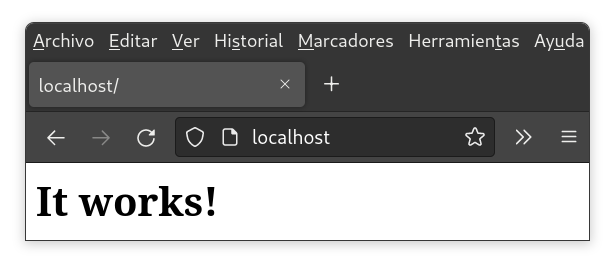 Archivo Editar Ver Historial Marcadores Herramientas Ayuda
localhost/
localhost
It works!